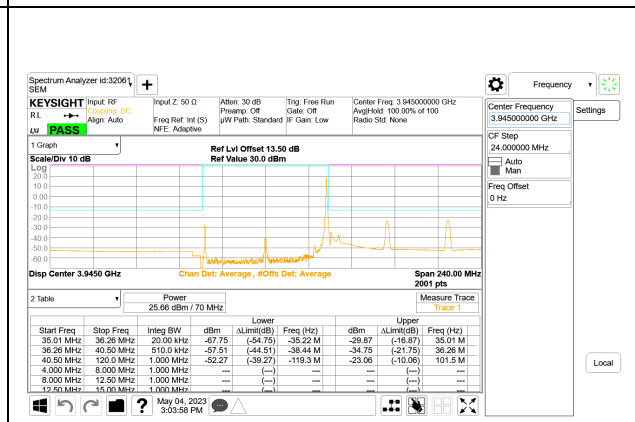 Spectrum Analyzer id:32061,
SEM
Frequency
KEYSIGHT Input: RF Input Z: 50 Ω Atten: 30 dB Trig: Free Run Center Freq: 3.945000000 GHz
RL Coupling: DC Preamp: Off Gate: Off Avg|Hold: 100.00% of 100
Align: Auto Freq Ref: Int (S) µW Path: Standard IF Gain: Low Radio Std: None
LXI PASS NFE: Adaptive
Center Frequency
3.945000000 GHz
Settings
CF Step
24.000000 MHz
Auto
Man
Freq Offset
0 Hz
Local
1 Graph
Ref Lvl Offset 13.50 dB
Scale/Div 10 dB Ref Value 30.0 dBm
Log
20.0
10.0
0.00
-10.0
-20.0
-30.0
-40.0
-50.0
-60.0
Disp Center 3.9450 GHz Chan Det: Average , #Offs Det: Average Span 240.00 MHz
2001 pts
2 Table Power Measure Trace
25.66 dBm / 70 MHz Trace 1
Lower Upper
Start Freq Stop Freq Integ BW dBm ΔLimit(dB) Freq (Hz) dBm ΔLimit(dB) Freq (Hz)
35.01 MHz 36.26 MHz 20.00 kHz -67.75 (-54.75) -35.22 M -29.87 (-16.87) 35.01 M
36.26 MHz 40.50 MHz 510.0 kHz -57.51 (-44.51) -38.44 M -34.75 (-21.75) 36.26 M
40.50 MHz 120.0 MHz 1.000 MHz -52.27 (-39.27) -119.3 M -23.06 (-10.06) 101.5 M
4.000 MHz 8.000 MHz 1.000 MHz --- (---) --- --- (---) ---
8.000 MHz 12.50 MHz 1.000 MHz --- (---) --- --- (---) ---
12.50 MHz 15.00 MHz 1.000 MHz --- (---) --- --- (---) ---
? May 04, 2023
3:03:58 PM